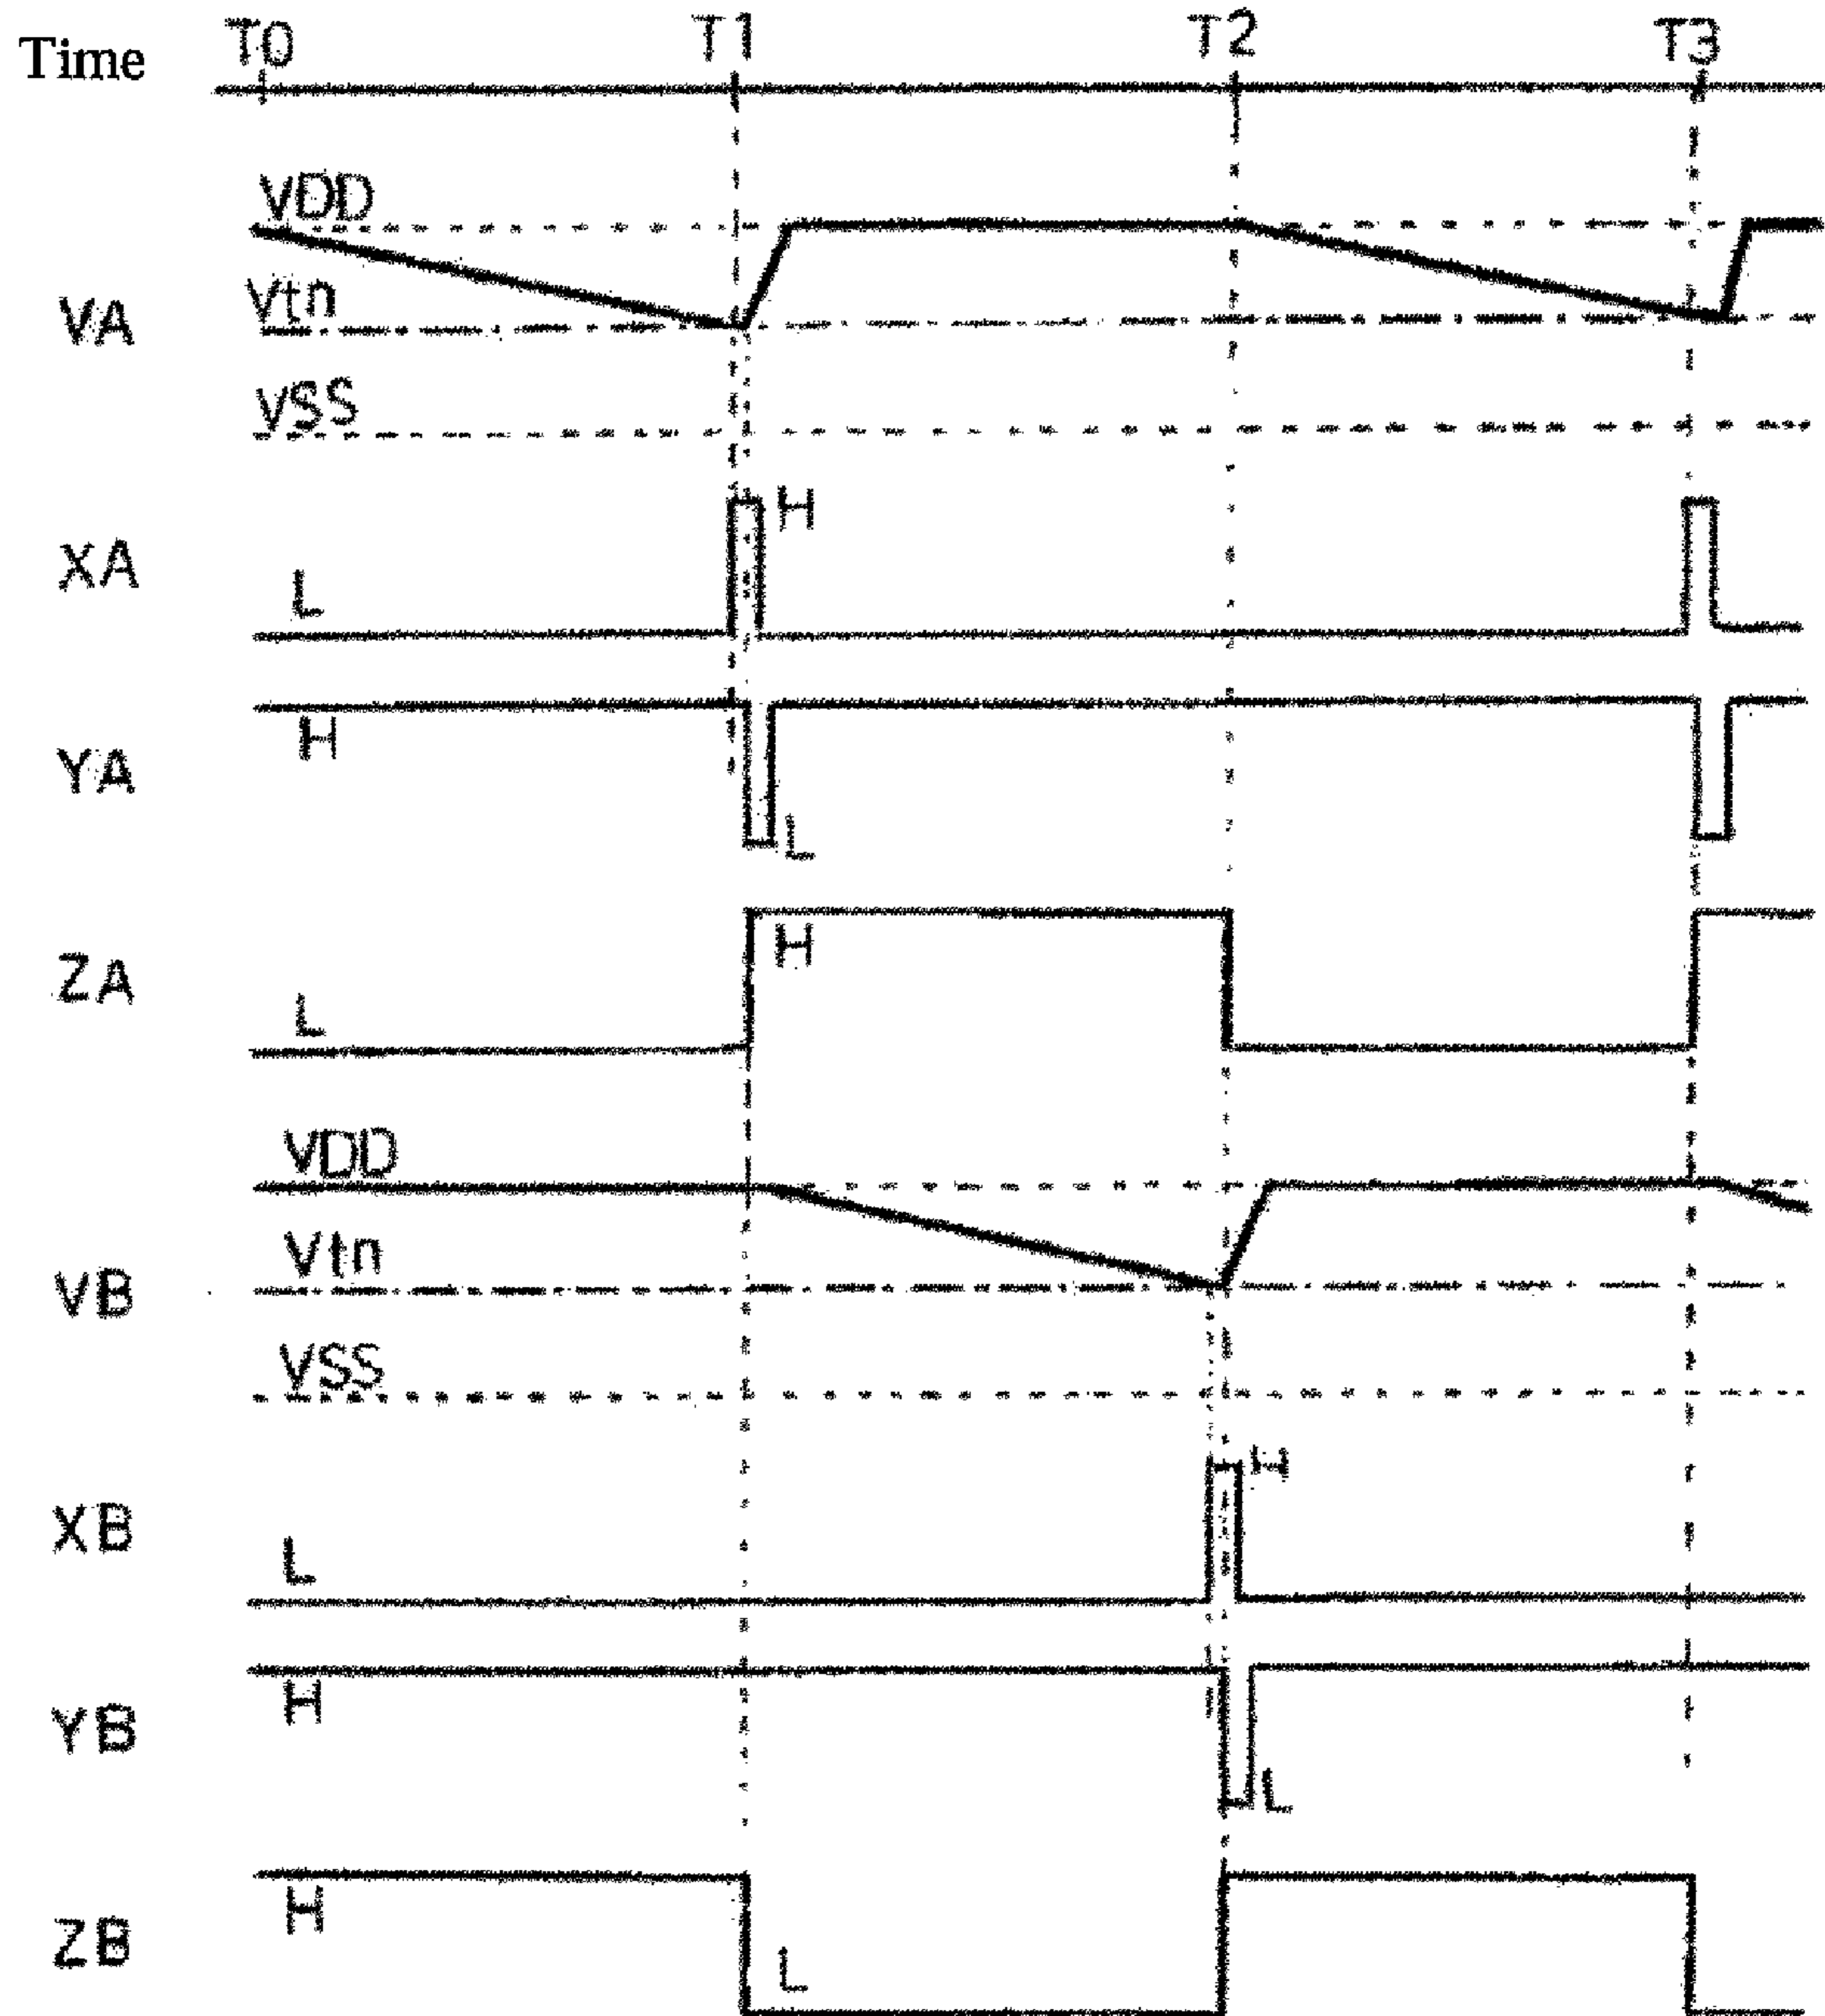 Time T0 T1 T2 T3
VDD
Vtn
VA
VSS
H
XA
L
H
YA
L
H
ZA
L
VDD
Vtn
VB
VSS
H
XB
L
H
YB
L
H
ZB
L